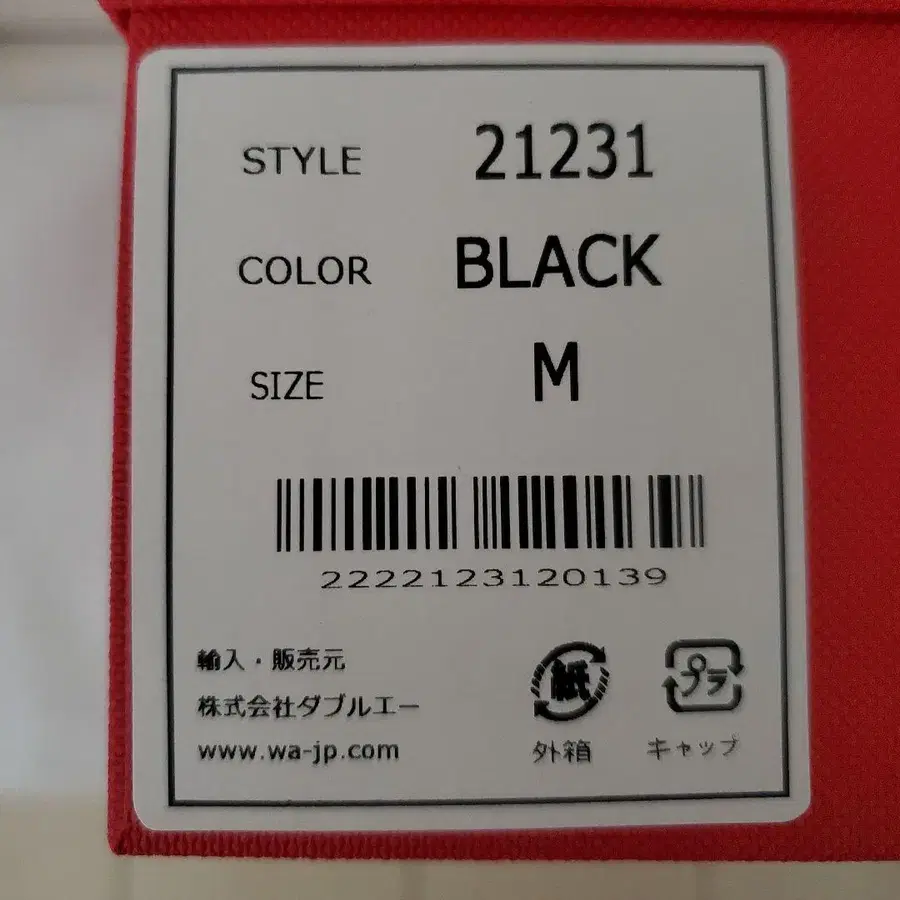 STYLE 21231
COLOR BLACK
SIZE M
2222123120139
輸入・販売元
株式会社ダブルエー
www.wa-jp.com
紙
外箱
プラ
キャップ